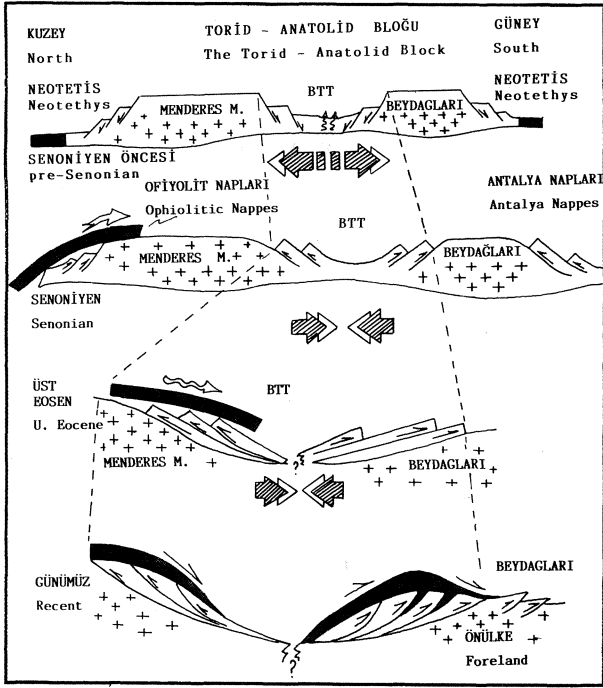 KUZEY
North
TORİD - ANATOLİD BLOĞU
The Torid - Anatolid Block
GÜNEY
South
NEOTETİS
Neotethys
MENDERES M.
BTT
BEYDAGLARI
NEOTETİS
Neotethys
SENONİYEN ÖNCESİ
pre-Senonian
OFİYOLİT NAPLARI
Ophiolitic Nappes
BTT
ANTALYA NAPLARI
Antalya Nappes
MENDERES M.
BEYDAĞLARI
SENONİYEN
Senonian
ÜST
EOSEN
U. Eocene
BTT
MENDERES M.
?
BEYDAGLARI
GÜNÜMÜZ
Recent
BEYDAGLARI
ÖNÜLKE
Foreland
?